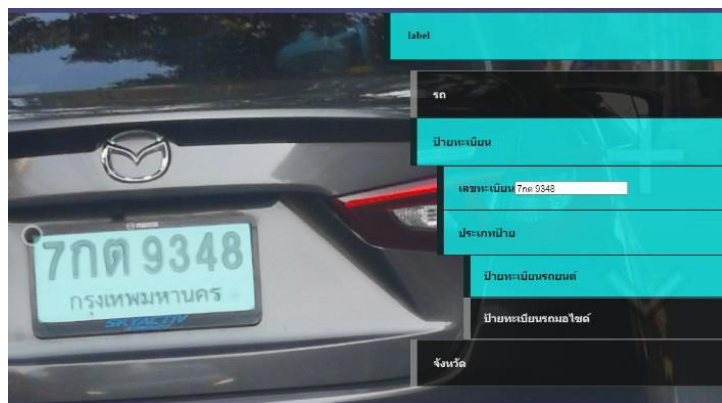 label
รถ
ป้ายทะเบียน
เลขทะเบียน 7กต 9348
ประเภทป้าย
ป้ายทะเบียนรถยนต์
ป้ายทะเบียนรถมอไซด์
จังหวัด
7กต 9348
กรุงเทพมหานคร
SKYACTIV